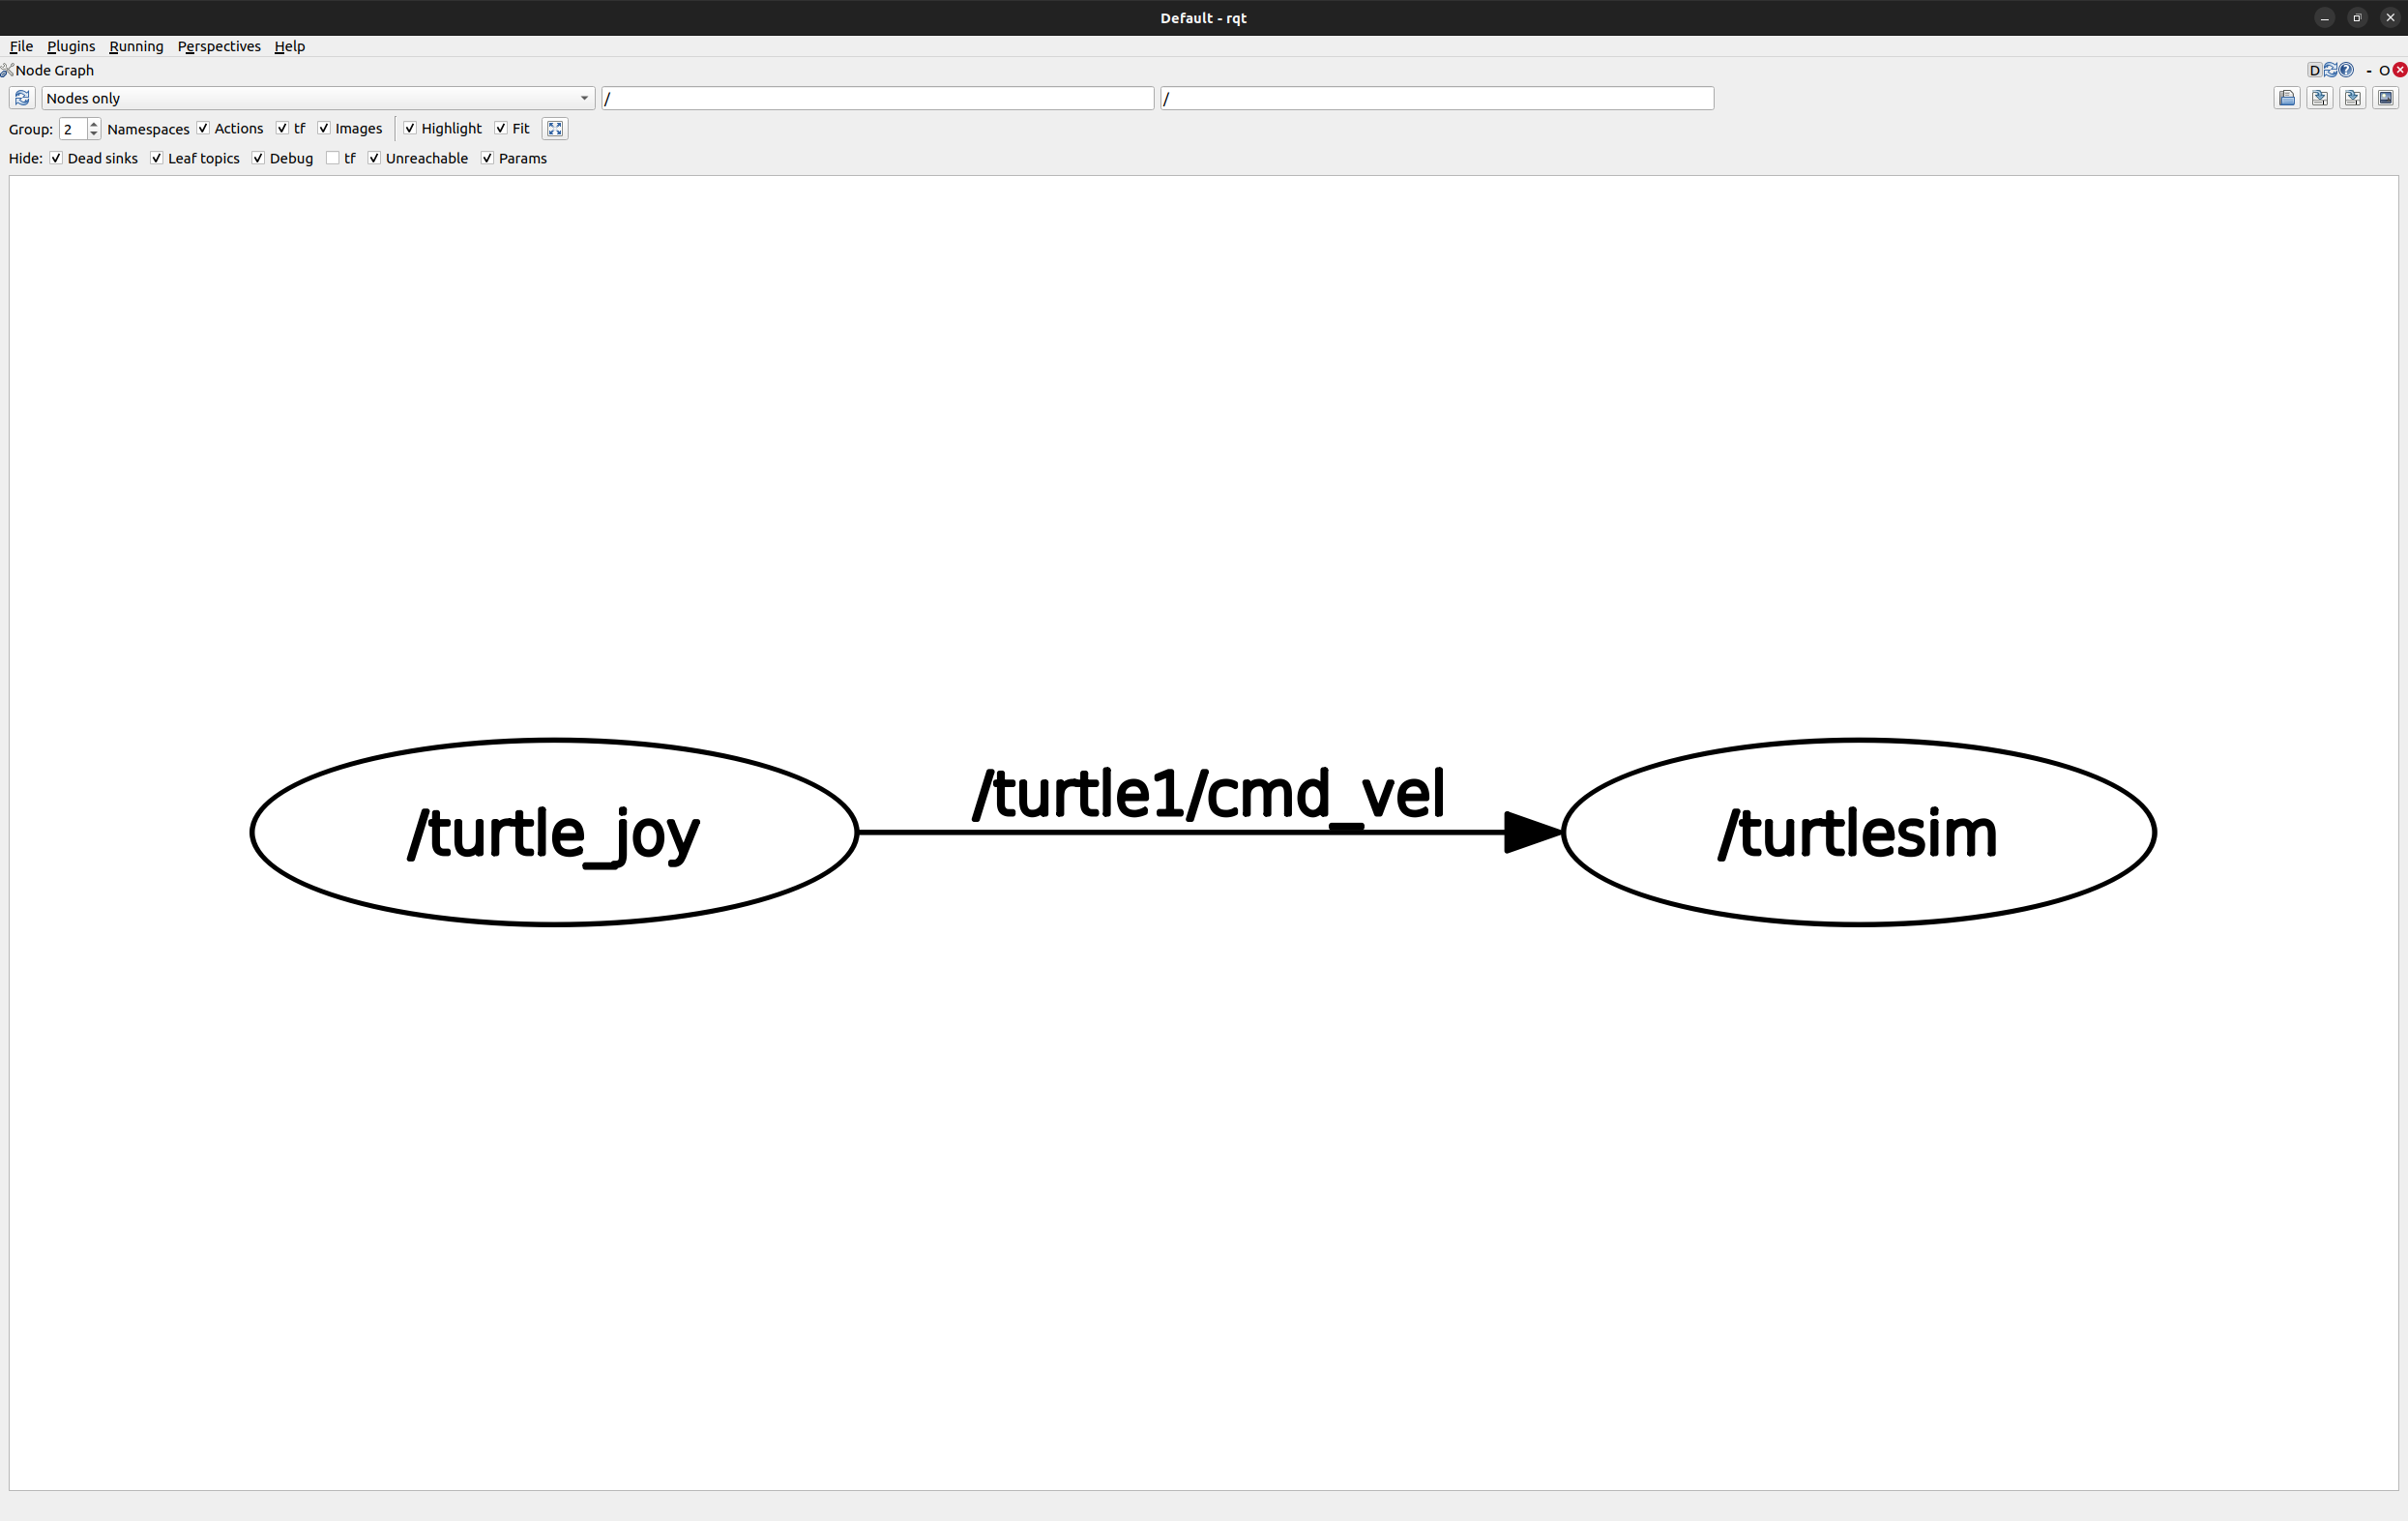 Default - rqt
File Plugins Running Perspectives Help
Node Graph D - O
Nodes only / /
Group: 2 Namespaces Actions tf Images Highlight Fit
Hide: Dead sinks Leaf topics Debug tf Unreachable Params
/turtle1/cmd_vel
/turtle_joy /turtlesim